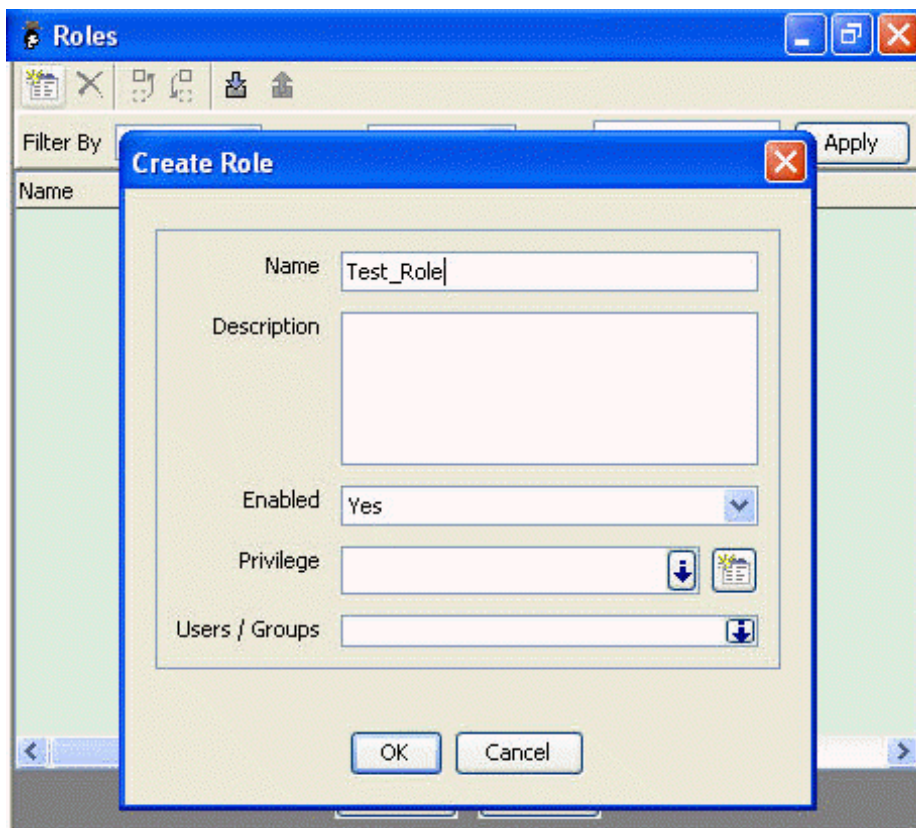 Roles
Filter By
Apply
Name
Create Role
Name
Test_Role
Description
Enabled
Yes
Privilege
Users / Groups
OK
Cancel